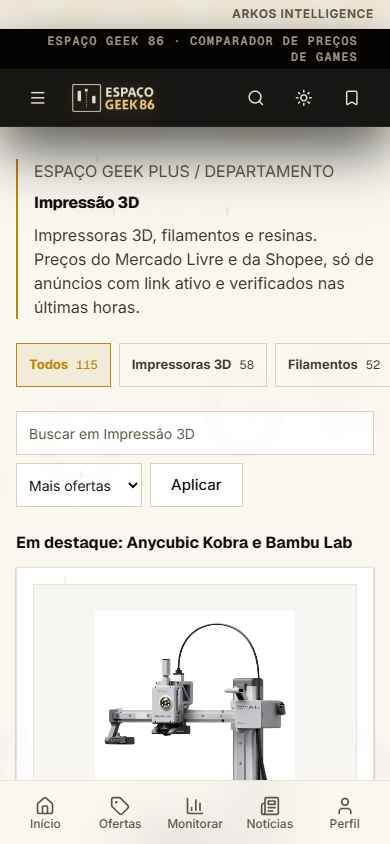 ARKOS INTELLIGENCE
ESPAÇO GEEK 86 · COMPARADOR DE PREÇOS
DE GAMES
ESPAÇO
GEEK86
ESPAÇO GEEK PLUS / DEPARTAMENTO
Impressão 3D
Impressoras 3D, filamentos e resinas.
Preços do Mercado Livre e da Shopee, só de
anúncios com link ativo e verificados nas
últimas horas.
Todos 115 Impressoras 3D 58 Filamentos 52
Buscar em Impressão 3D
Mais ofertas Aplicar
Em destaque: Anycubic Kobra e Bambu Lab
Início Ofertas Monitorar Notícias Perfil